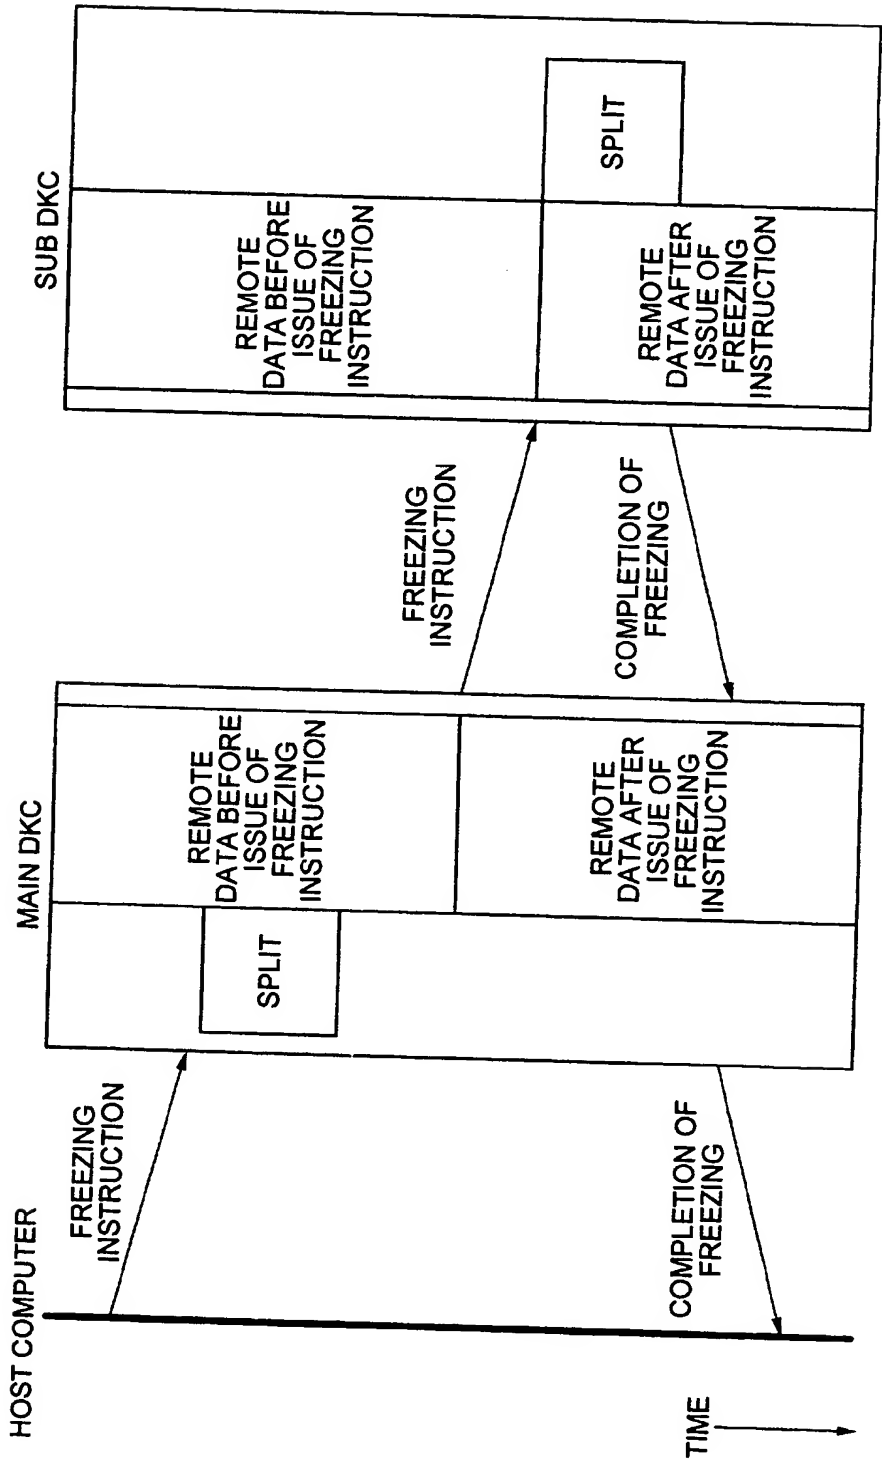 HOST COMPUTER
MAIN DKC
SUB DKC
FREEZING
INSTRUCTION
SPLIT
REMOTE
DATA BEFORE
ISSUE OF
FREEZING
INSTRUCTION
FREEZING
INSTRUCTION
REMOTE
DATA BEFORE
ISSUE OF
FREEZING
INSTRUCTION
SPLIT
REMOTE
DATA AFTER
ISSUE OF
FREEZING
INSTRUCTION
COMPLETION OF
FREEZING
REMOTE
DATA AFTER
ISSUE OF
FREEZING
INSTRUCTION
COMPLETION OF
FREEZING
TIME